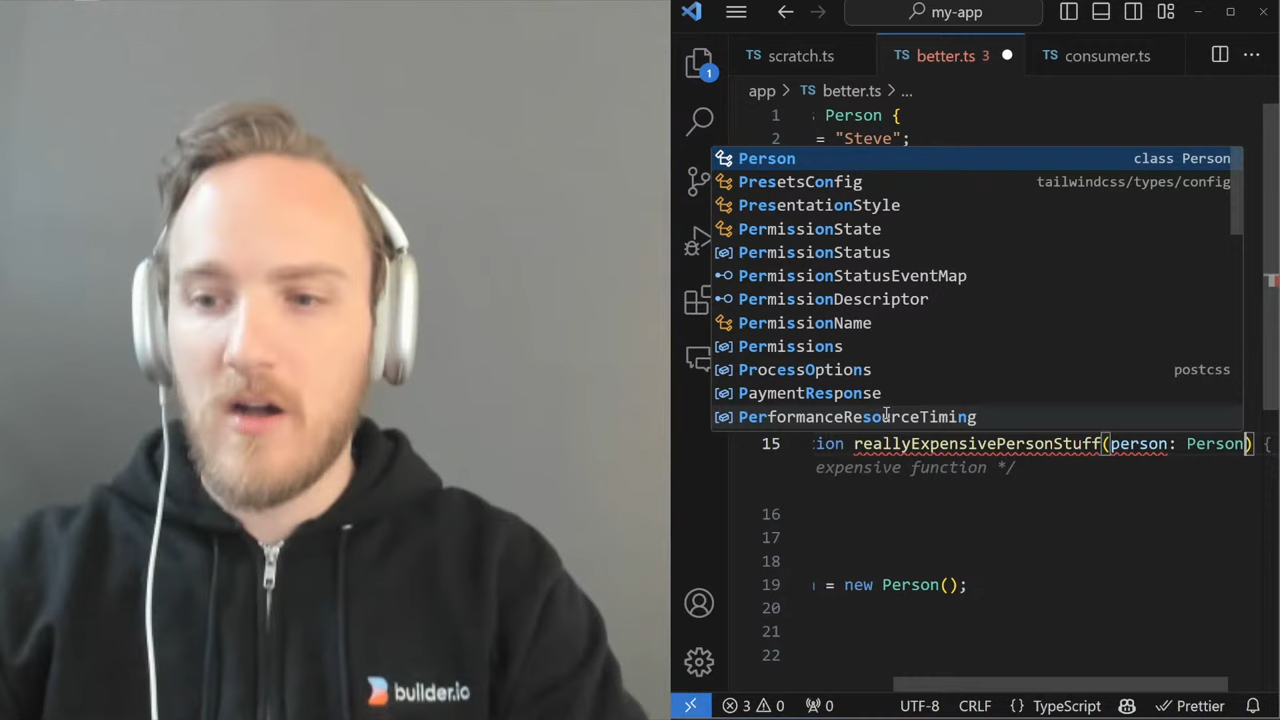 my-app
TS scratch.ts
TS better.ts 3
TS consumer.ts
1
app > TS better.ts > ...
1 Person {
2 = "Steve";
Person class Person
PresetsConfig tailwindcss/types/config
PresentationStyle
PermissionState
PermissionStatus
PermissionStatusEventMap
PermissionDescriptor
PermissionName
Permissions
ProcessOptions postcss
PaymentResponse
PerformanceResourceTiming
15 ion reallyExpensivePersonStuff(person: Person) {
expensive function */
16
17
18
19 = new Person();
20
21
22
builder.io
3 0 0 UTF-8 CRLF {} TypeScript Prettier